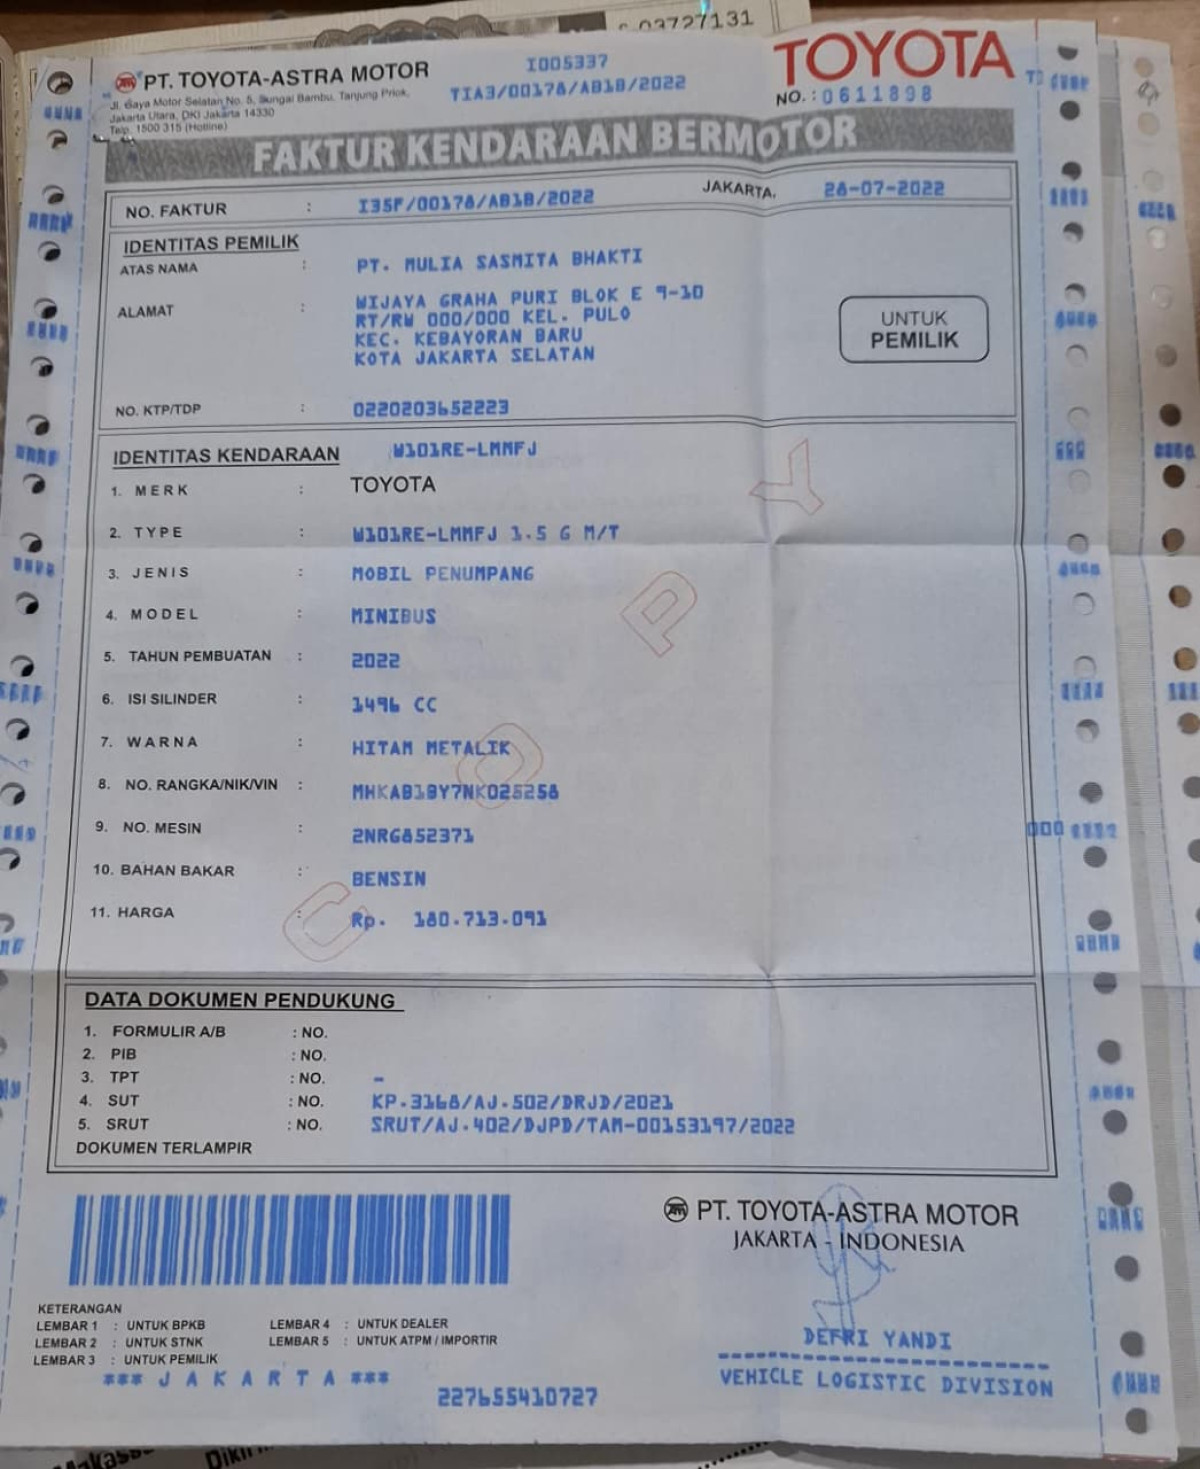 03727131
PT. TOYOTA-ASTRA MOTOR
Jl. Gaya Motor Selatan No. 5, Sungai Bambu, Tanjung Priok,
Jakarta Utara, DKI Jakarta 14330
Telp. 1500 315 (Hotline)
I005337
TIA3/00178/AB1B/2022
TOYOTA
NO. : 0611898
FAKTUR KENDARAAN BERMOTOR
NO. FAKTUR : I35F/00178/AB1B/2022 JAKARTA, 28-07-2022
IDENTITAS PEMILIK
ATAS NAMA : PT. MULIA SASMITA BHAKTI
ALAMAT : WIJAYA GRAHA PURI BLOK E 9-10
RT/RW 000/000 KEL. PULO
KEC. KEBAYORAN BARU
KOTA JAKARTA SELATAN
UNTUK
PEMILIK
NO. KTP/TDP : 0220203652223
IDENTITAS KENDARAAN W101RE-LMMFJ
1. MERK : TOYOTA
2. TYPE : W101RE-LMMFJ 1.5 G M/T
3. JENIS : MOBIL PENUMPANG
4. MODEL : MINIBUS
5. TAHUN PEMBUATAN : 2022
6. ISI SILINDER : 1496 CC
7. WARNA : HITAM METALIK
8. NO. RANGKA/NIK/VIN : MHKAB1BY7NK025258
9. NO. MESIN : 2NRG852371
10. BAHAN BAKAR : BENSIN
11. HARGA : Rp. 180.713.091
COPY
DATA DOKUMEN PENDUKUNG
1. FORMULIR A/B : NO.
2. PIB : NO.
3. TPT : NO. -
4. SUT : NO. KP.3168/AJ.502/DRJD/2021
5. SRUT : NO. SRUT/AJ.402/DJPD/TAM-00153197/2022
DOKUMEN TERLAMPIR
PT. TOYOTA-ASTRA MOTOR
JAKARTA - INDONESIA
KETERANGAN
LEMBAR 1 : UNTUK BPKB LEMBAR 4 : UNTUK DEALER
LEMBAR 2 : UNTUK STNK LEMBAR 5 : UNTUK ATPM / IMPORTIR
LEMBAR 3 : UNTUK PEMILIK
*** J A K A R T A ***
227655410727
DEFRI YANDI
VEHICLE LOGISTIC DIVISION